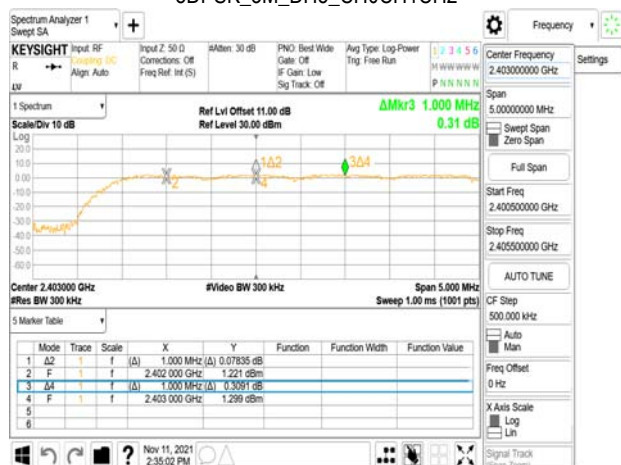 Spectrum Analyzer 1
Swept SA
Frequency
KEYSIGHT
Input: RF
Coupling: DC
Align: Auto
Input Z: 50 Ω
Corrections: Off
Freq Ref: Int (S)
#Atten: 30 dB
PNO: Best Wide
Gate: Off
IF Gain: Low
Sig Track: Off
Avg Type: Log-Power
Trig: Free Run
1 2 3 4 5 6
M W W W W W
P N N N N N
R
LXI
Center Frequency
2.403000000 GHz
Settings
Span
5.00000000 MHz
Swept Span
Zero Span
Full Span
Start Freq
2.400500000 GHz
Stop Freq
2.405500000 GHz
AUTO TUNE
CF Step
500.000 kHz
Auto
Man
Freq Offset
0 Hz
X Axis Scale
Log
Lin
Signal Track
1 Spectrum
Scale/Div 10 dB
Log
Ref Lvl Offset 11.00 dB
Ref Level 30.00 dBm
ΔMkr3 1.000 MHz
0.31 dB
20.0
10.0
0.00
-10.0
-20.0
-30.0
-40.0
-50.0
-60.0
1Δ2
2
3Δ4
4
Center 2.403000 GHz
#Res BW 300 kHz
#Video BW 300 kHz
Span 5.000 MHz
Sweep 1.00 ms (1001 pts)
5 Marker Table
Mode Trace Scale X Y Function Function Width Function Value
1 Δ2 1 f (Δ) 1.000 MHz (Δ) 0.07835 dB
2 F 1 f 2.402 000 GHz 1.221 dBm
3 Δ4 1 f (Δ) 1.000 MHz (Δ) 0.3091 dB
4 F 1 f 2.403 000 GHz 1.299 dBm
5
6
?
Nov 11, 2021
2:35:02 PM